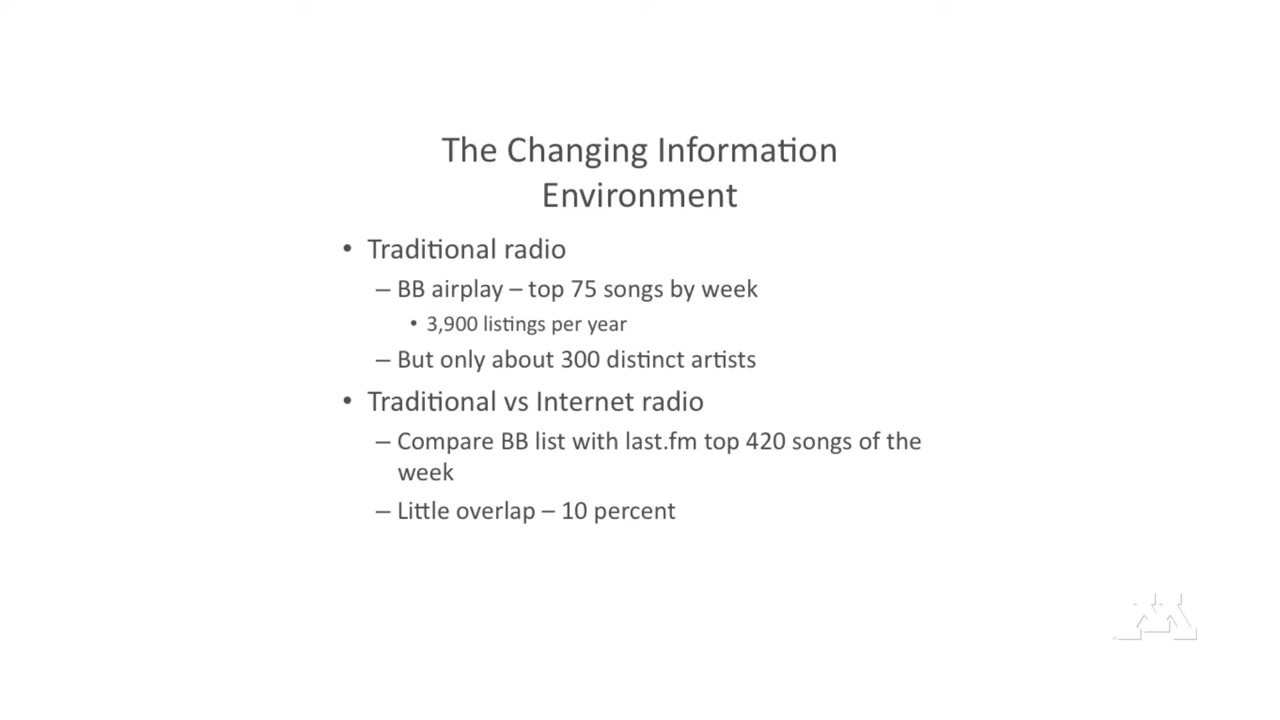 The Changing Information
Environment
• Traditional radio
– BB airplay – top 75 songs by week
• 3,900 listings per year
– But only about 300 distinct artists
• Traditional vs Internet radio
– Compare BB list with last.fm top 420 songs of the
week
– Little overlap – 10 percent